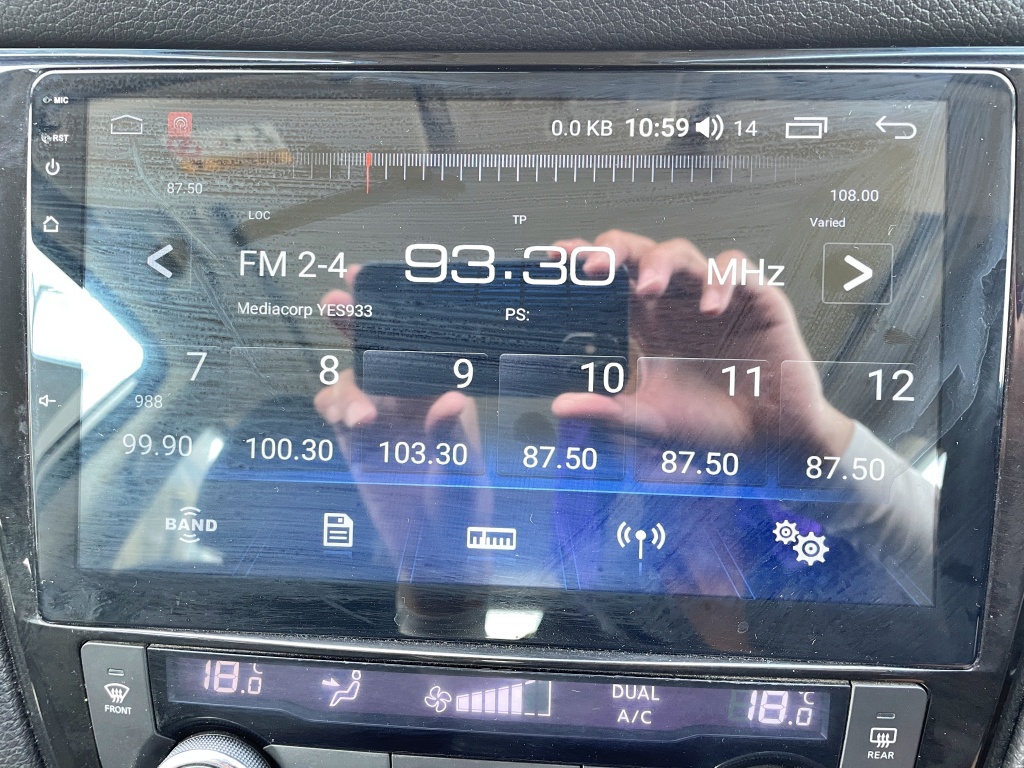 MIC
0.0 KB 10:59 14
RST
87.50
108.00
LOC TP Varied
FM 2-4 93.30 MHz
Mediacorp YES933 PS:
7 8 9 10 11 12
988
99.90 100.30 103.30 87.50 87.50 87.50
BAND
18.0 °C DUAL 18.0 °C
A/C
FRONT
REAR